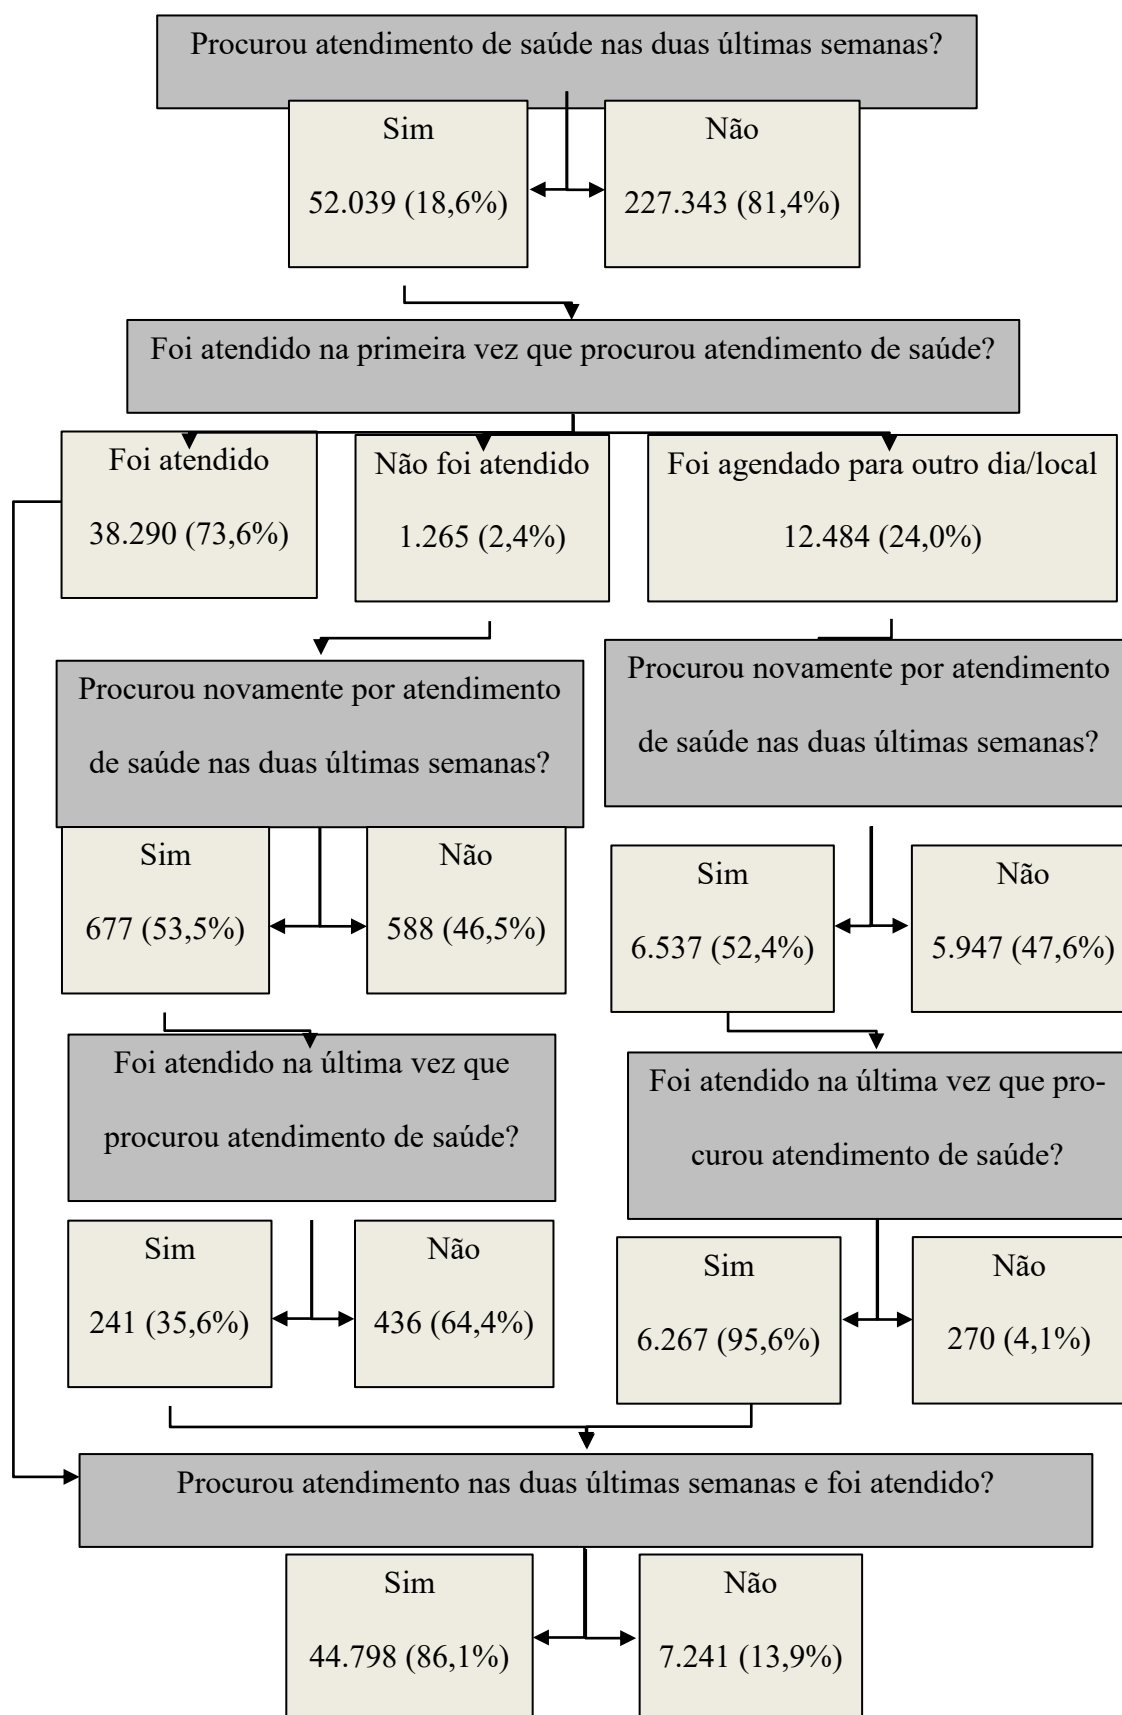 Procurou atendimento de saúde nas duas últimas semanas?
Sim
52.039 (18,6%)
Não
227.343 (81,4%)
Foi atendido na primeira vez que procurou atendimento de saúde?
Foi atendido
38.290 (73,6%)
Não foi atendido
1.265 (2,4%)
Foi agendado para outro dia/local
12.484 (24,0%)
Procurou novamente por atendimento
de saúde nas duas últimas semanas?
Procurou novamente por atendimento
de saúde nas duas últimas semanas?
Sim
677 (53,5%)
Não
588 (46,5%)
Sim
6.537 (52,4%)
Não
5.947 (47,6%)
Foi atendido na última vez que
procurou atendimento de saúde?
Foi atendido na última vez que pro-
curou atendimento de saúde?
Sim
241 (35,6%)
Não
436 (64,4%)
Sim
6.267 (95,6%)
Não
270 (4,1%)
Procurou atendimento nas duas últimas semanas e foi atendido?
Sim
44.798 (86,1%)
Não
7.241 (13,9%)